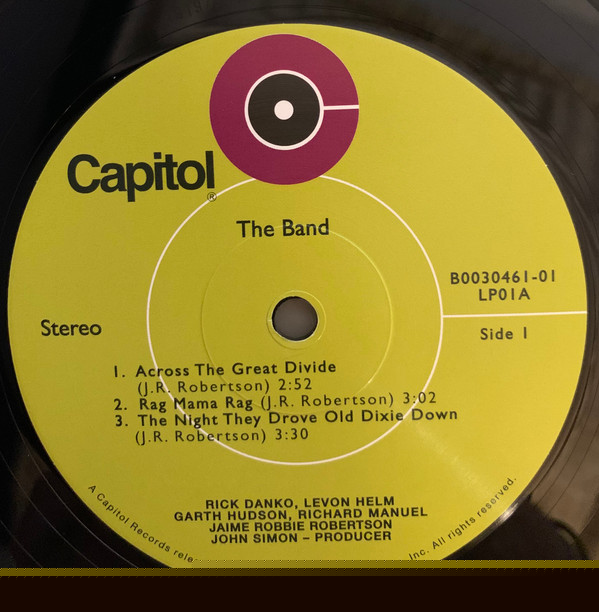 Capitol®
The Band
B0030461-01
LP01A
Stereo
Side 1
1. Across The Great Divide
(J.R. Robertson) 2:52
2. Rag Mama Rag (J.R. Robertson) 3:02
3. The Night They Drove Old Dixie Down
(J.R. Robertson) 3:30
RICK DANKO, LEVON HELM
GARTH HUDSON, RICHARD MANUEL
JAIME ROBBIE ROBERTSON
JOHN SIMON – PRODUCER
A Capitol Records rele
Inc. All rights reserved.